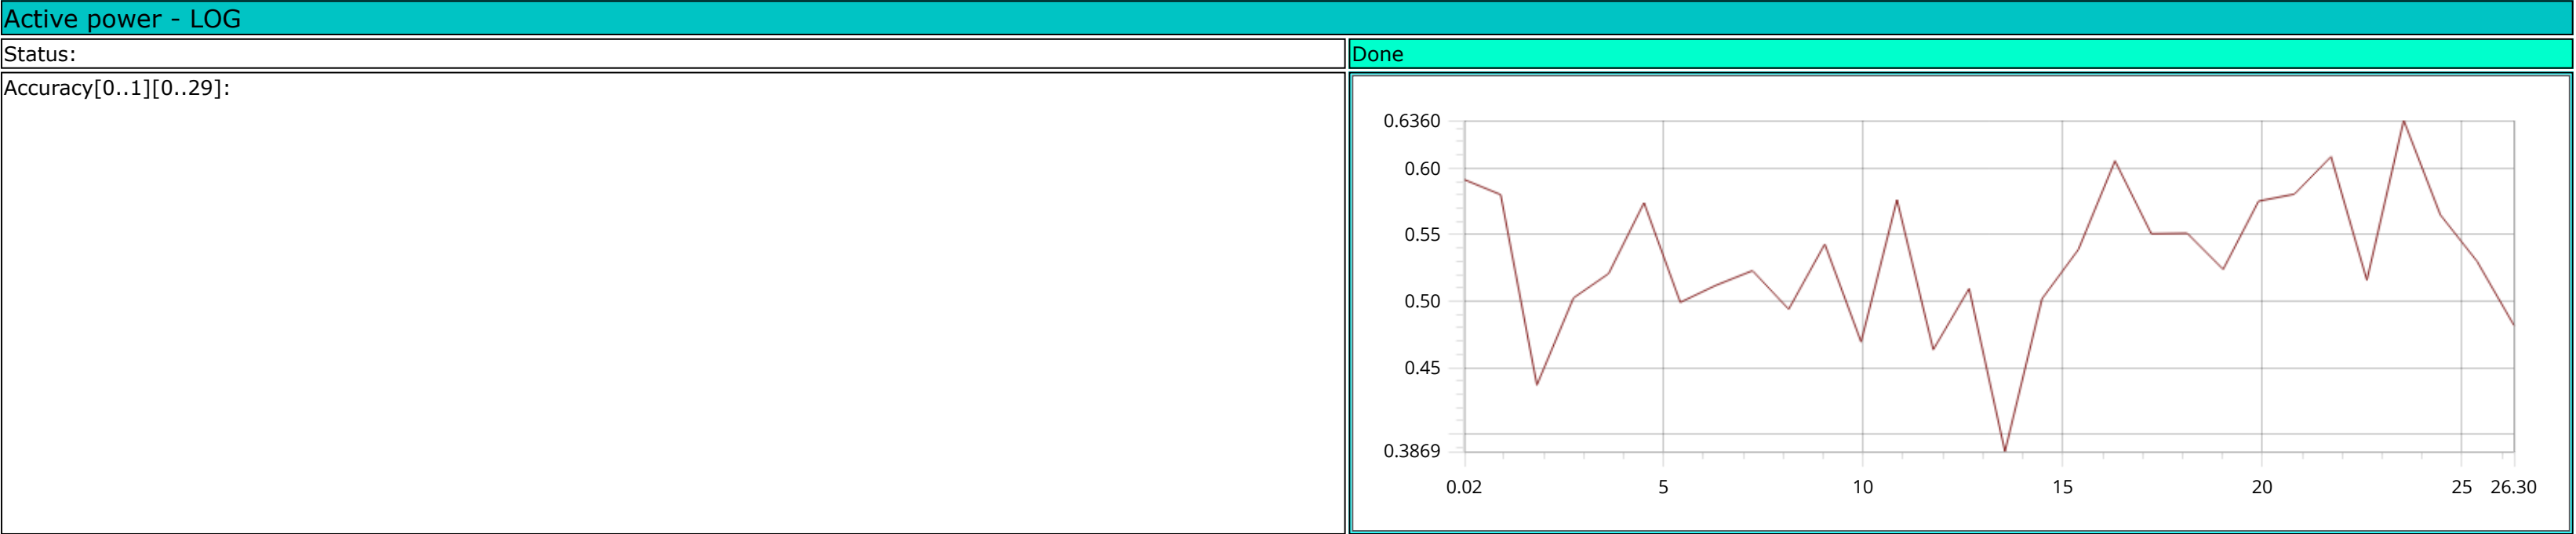 Active power - LOG
Status:
Done
Accuracy[0..1][0..29]:
0.6360
0.60
0.55
0.50
0.45
0.3869
0.02 5 10 15 20 25 26.30